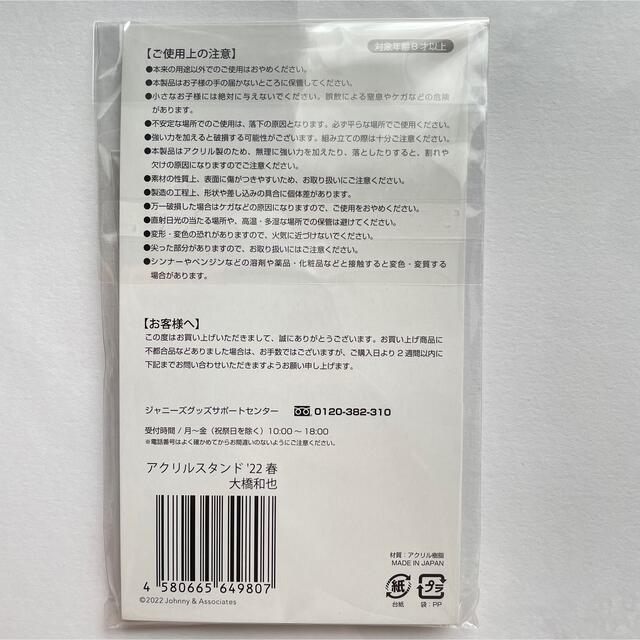 【ご使用上の注意】
対象年齢8才以上
●本来の用途以外でのご使用はおやめください。
●本製品はお子様の手の届かないところに保管してください。
●小さなお子様には絶対に与えないでください。誤飲による窒息やケガなどの危険
があります。
●不安定な場所でのご使用は、落下の原因となります。必ず平らな場所でご使用ください。
●強い力を加えると破損する可能性がございます。組み立ての際は十分ご注意ください。
●本製品はアクリル製のため、無理に強い力を加えたり、落としたりすると、割れや
欠けの原因になりますのでご注意ください。
●素材の性質上、表面に傷がつきやすいため、お取り扱いにご注意ください。
●製造の工程上、形状や差し込みの具合に個体差があります。
●万一破損した場合はケガなどの原因になりますので、ご使用をおやめください。
●直射日光の当たる場所や、高温・多湿な場所での保管は避けてください。
●変形・変色の恐れがありますので、火気に近づけないでください。
●尖った部分がありますので、お取り扱いにはご注意ください。
●シンナーやベンジンなどの溶剤や薬品・化粧品などと接触すると変色・変質する
場合があります。
【お客様へ】
この度はお買い上げいただきまして、誠にありがとうございます。お買い上げ商品に
不都合品などありました場合は、お手数ではございますが、ご購入日より2週間以内に
下記までお問い合わせいただきますようお願い申し上げます。
ジャニーズグッズサポートセンター 0120-382-310
受付時間/月~金(祝祭日を除く)10:00~18:00
※電話番号はよく確かめてからお間違いのないようにご注意ください。
アクリルスタンド '22 春
大橋和也
4 580665 649807
©2022 Johnny & Associates
材質:アクリル樹脂
MADE IN JAPAN
紙 プラ
台紙 袋:PP